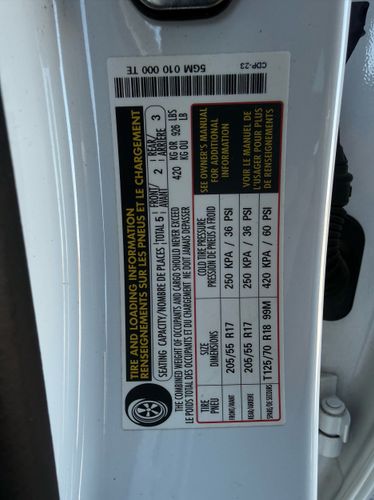 TIRE AND LOADING INFORMATION
RENSEIGNEMENTS SUR LES PNEUS ET LE CHARGEMENT
SEATING CAPACITY/NOMBRE DE PLACES TOTAL 5 FRONT/AVANT 2 REAR/ARRIÈRE 3
THE COMBINED WEIGHT OF OCCUPANTS AND CARGO SHOULD NEVER EXCEED 420 KG OR 926 LBS
LE POIDS TOTAL DES OCCUPANTS ET DU CHARGEMENT NE DOIT JAMAIS DÉPASSER KG OU LB
TIRE
PNEU
SIZE
DIMENSIONS
COLD TIRE PRESSURE
PRESSION DE PNEUS À FROID
FRONT/AVANT 205/55 R17 250 KPA / 36 PSI
REAR/ARRIÈRE 205/55 R17 250 KPA / 36 PSI
SPARE/DE SECOURS T125/70 R18 99M 420 KPA / 60 PSI
SEE OWNER'S MANUAL
FOR ADDITIONAL
INFORMATION
VOIR LE MANUEL DE
L'USAGER POUR PLUS
DE RENSEIGNEMENTS
5GM 010 000 TE
CDP-23